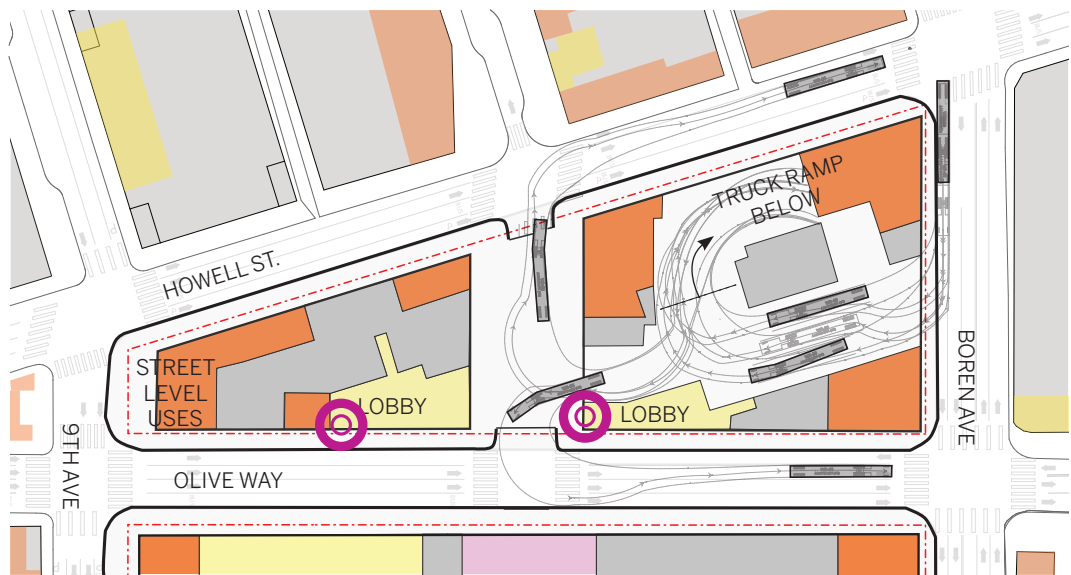 TRUCK RAMP
BELOW
HOWELL ST.
STREET
LEVEL
USES
LOBBY
LOBBY
BOREN AVE
9TH AVE
OLIVE WAY